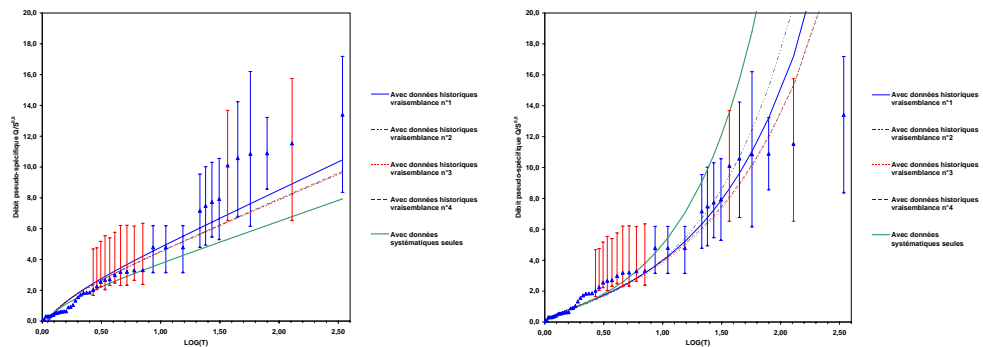 20,0
18,0
16,0
14,0
12,0
10,0
8,0
6,0
4,0
2,0
0,0
Débit pseudo-spécifique Q/S^0,8
0,00 0,50 1,00 1,50 2,00 2,50
LOG(T)
Avec données historiques
vraisemblance n°1
Avec données historiques
vraisemblance n°2
Avec données historiques
vraisemblance n°3
Avec données historiques
vraisemblance n°4
Avec données
systématiques seules
20,0
18,0
16,0
14,0
12,0
10,0
8,0
6,0
4,0
2,0
0,0
Débit pseudo-spécifique Q/S^0,8
0,00 0,50 1,00 1,50 2,00 2,50
LOG(T)
Avec données historiques
vraisemblance n°1
Avec données historiques
vraisemblance n°2
Avec données historiques
vraisemblance n°3
Avec données historiques
vraisemblance n°4
Avec données
systématiques seules